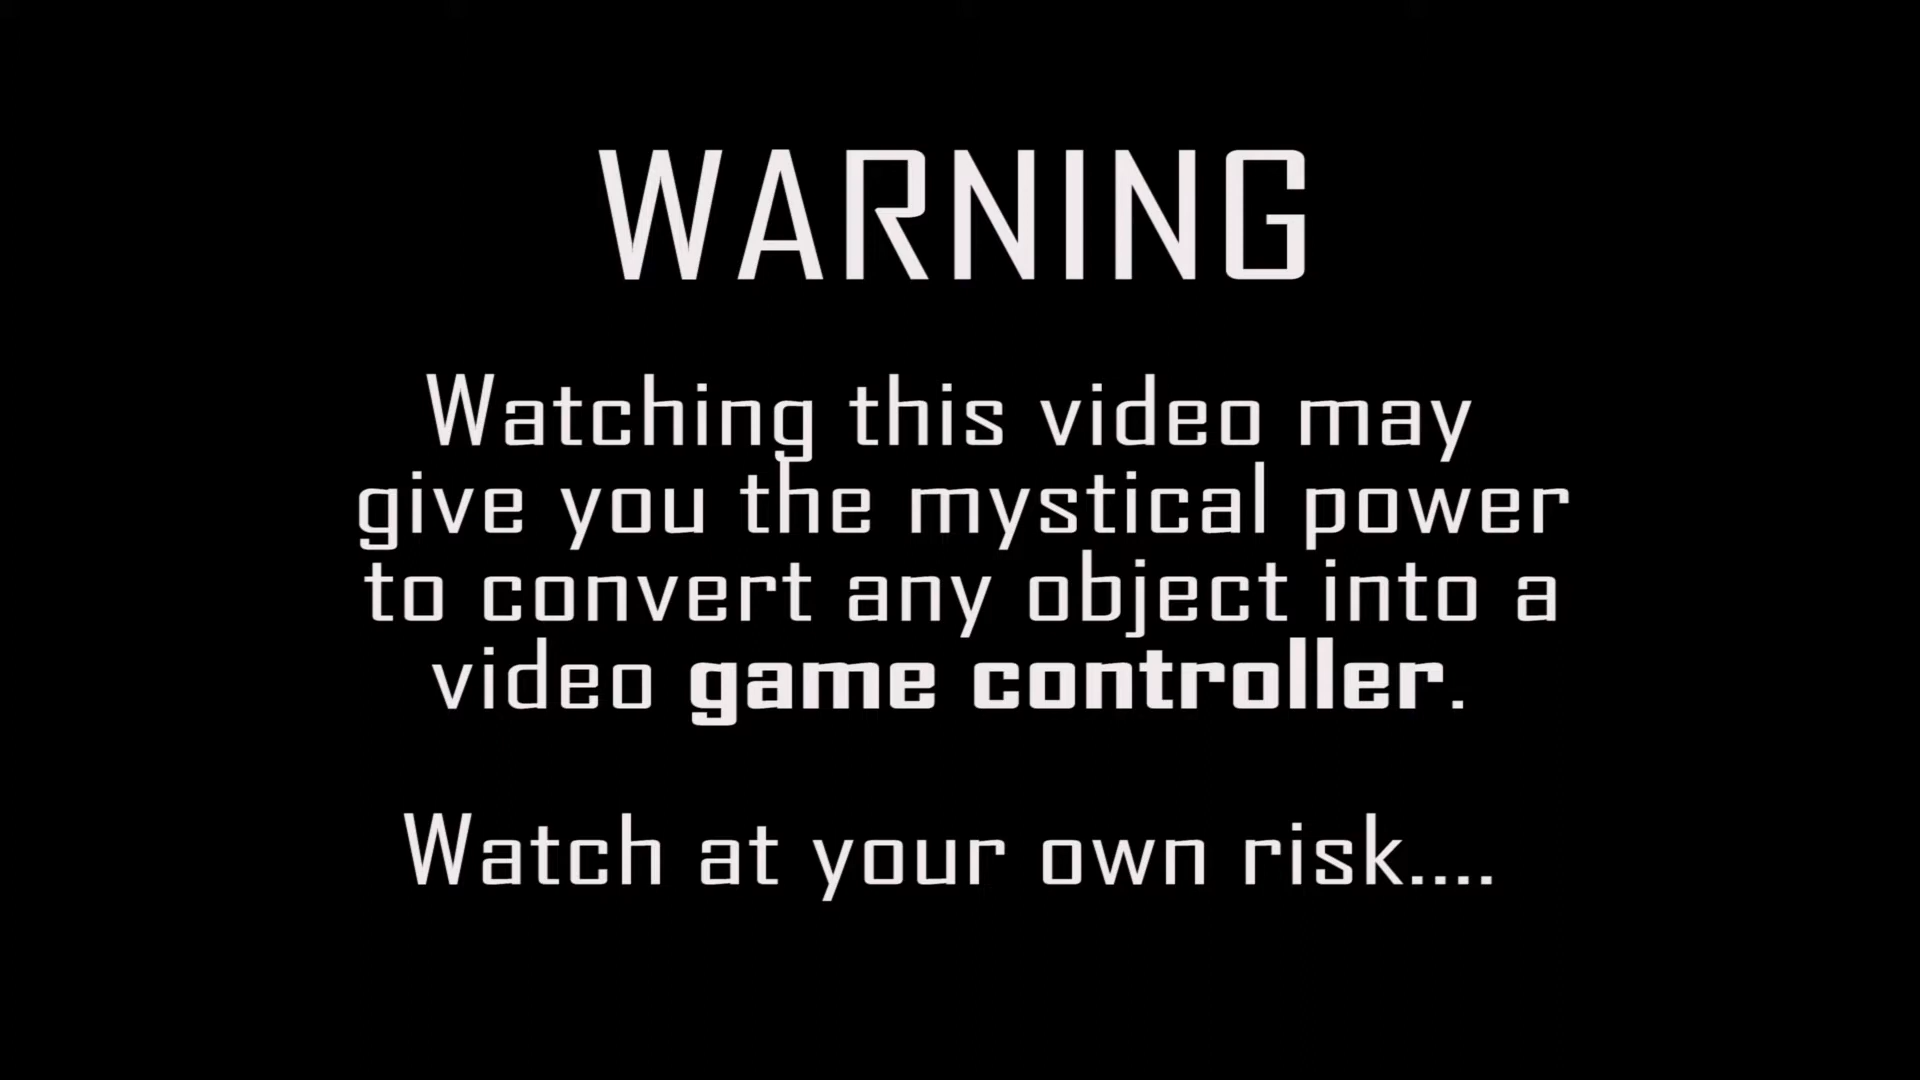 WARNING
Watching this video may
give you the mystical power
to convert any object into a
video game controller.
Watch at your own risk....